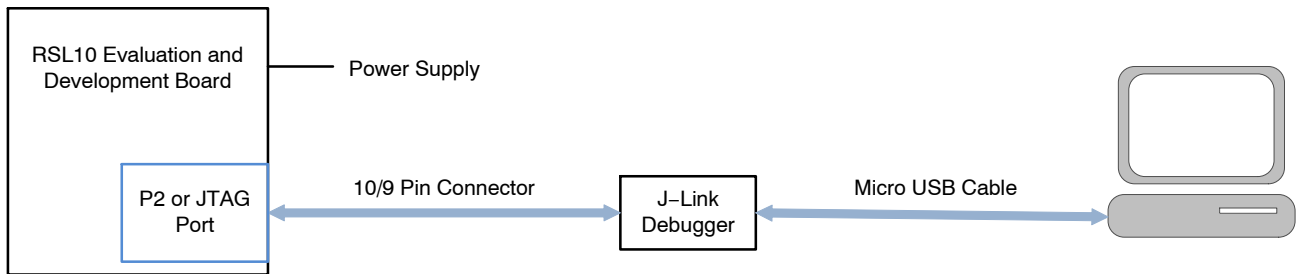 RSL10 Evaluation and
Development Board
Power Supply
P2 or JTAG
Port
10/9 Pin Connector
J−Link
Debugger
Micro USB Cable